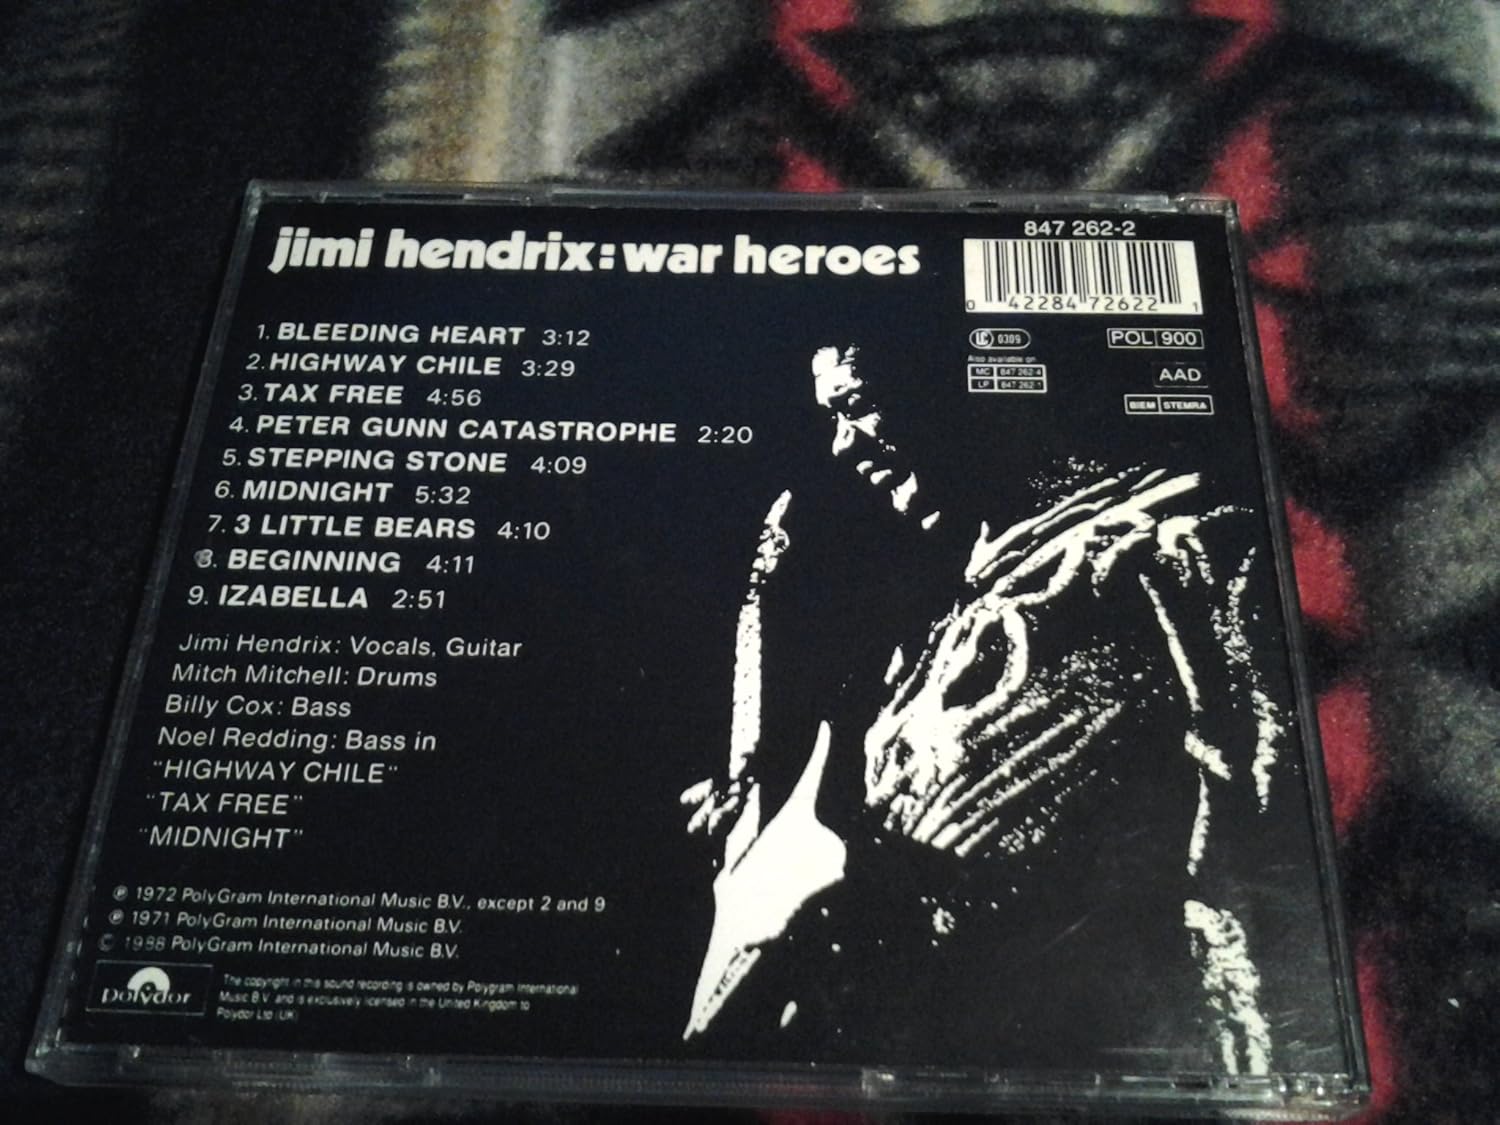 jimi hendrix: war heroes
847 262-2
0 42284 72622 1
1. BLEEDING HEART 3:12
2. HIGHWAY CHILE 3:29
3. TAX FREE 4:56
4. PETER GUNN CATASTROPHE 2:20
5. STEPPING STONE 4:09
6. MIDNIGHT 5:32
7. 3 LITTLE BEARS 4:10
8. BEGINNING 4:11
9. IZABELLA 2:51
LC 0309
POL 900
Also available on
MC 847 262-4
LP 847 262-1
AAD
BIEM STEMRA
Jimi Hendrix: Vocals, Guitar
Mitch Mitchell: Drums
Billy Cox: Bass
Noel Redding: Bass in
"HIGHWAY CHILE"
"TAX FREE"
"MIDNIGHT"
℗ 1972 PolyGram International Music B.V., except 2 and 9
℗ 1971 PolyGram International Music B.V.
© 1988 PolyGram International Music B.V.
polydor
The copyright in this sound recording is owned by Polygram International
Music B.V. and is exclusively licensed in the United Kingdom to
Polydor Ltd (UK)